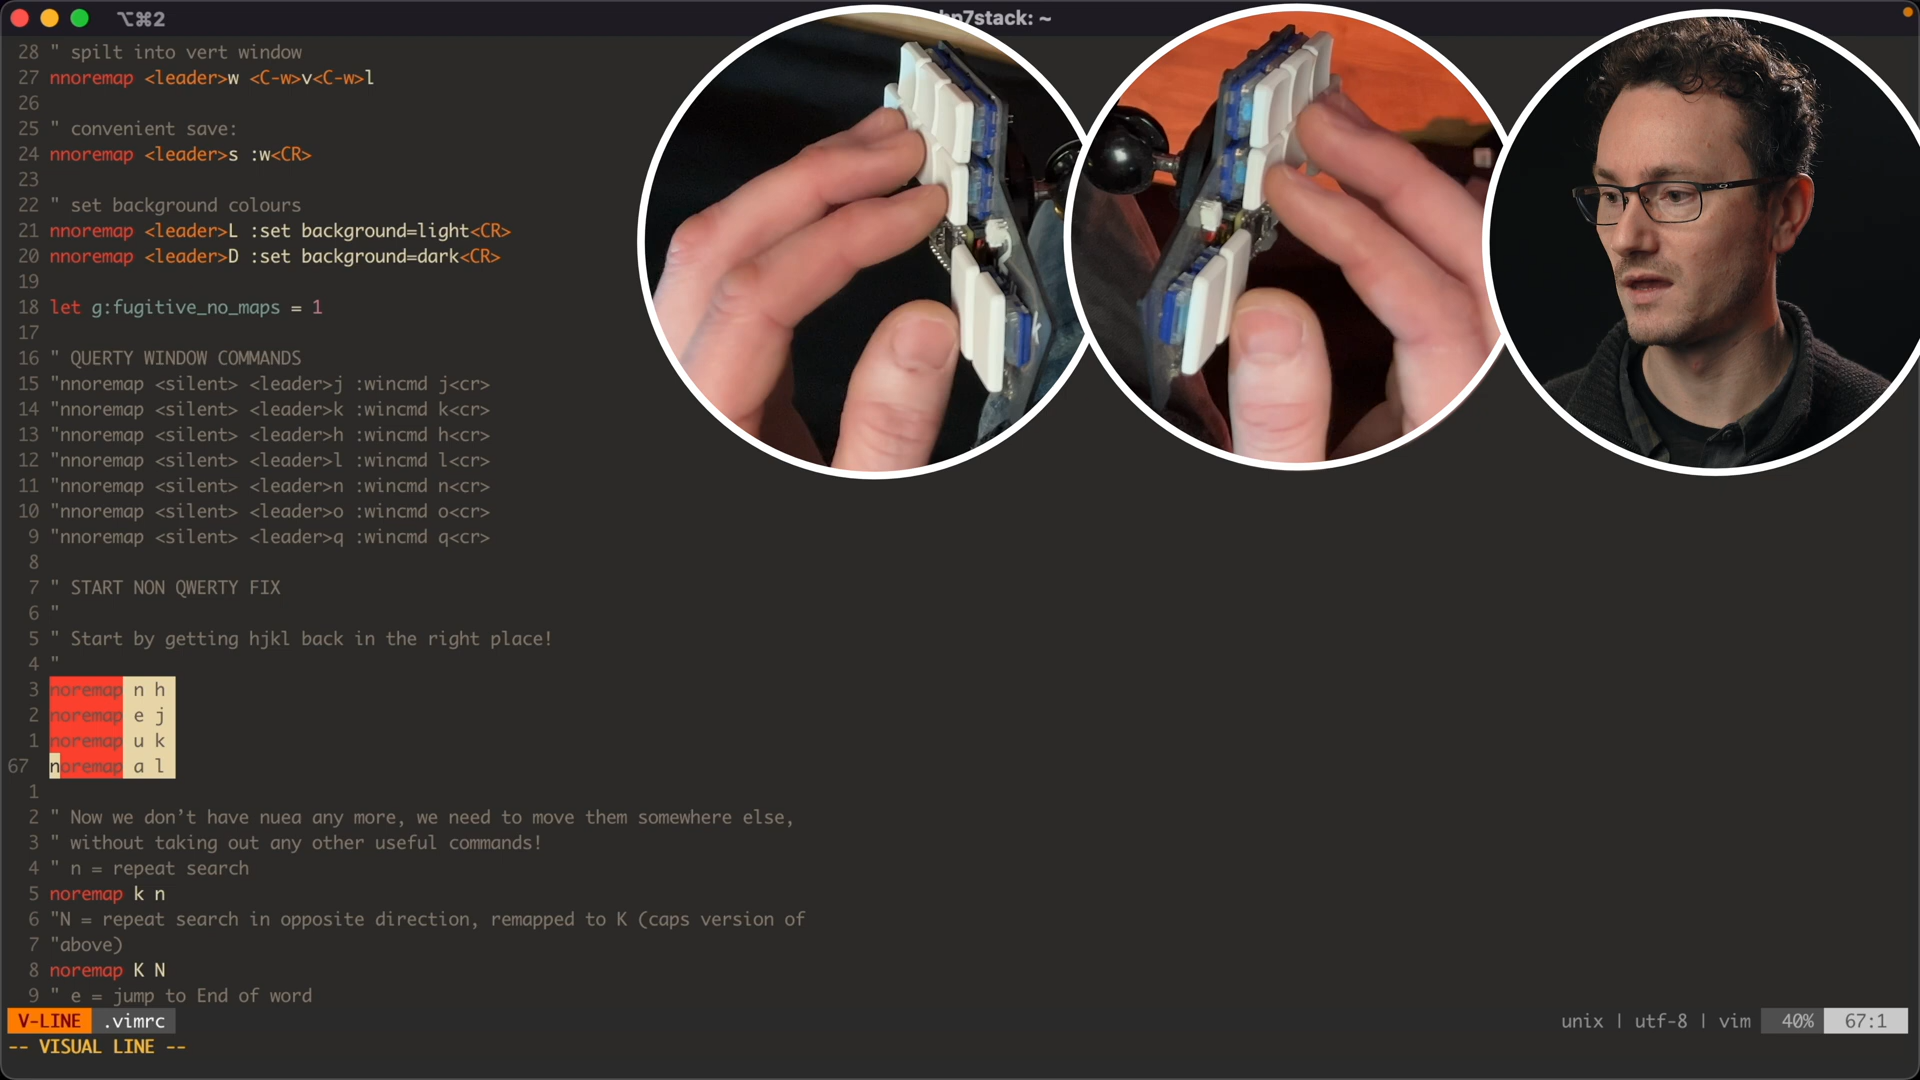 ⌥⌘2
hn7stack: ~
28 " spilt into vert window
27 nnoremap <leader>w <C-w>v<C-w>l
26
25 " convenient save:
24 nnoremap <leader>s :w<CR>
23
22 " set background colours
21 nnoremap <leader>L :set background=light<CR>
20 nnoremap <leader>D :set background=dark<CR>
19
18 let g:fugitive_no_maps = 1
17
16 " QUERTY WINDOW COMMANDS
15 "nnoremap <silent> <leader>j :wincmd j<cr>
14 "nnoremap <silent> <leader>k :wincmd k<cr>
13 "nnoremap <silent> <leader>h :wincmd h<cr>
12 "nnoremap <silent> <leader>l :wincmd l<cr>
11 "nnoremap <silent> <leader>n :wincmd n<cr>
10 "nnoremap <silent> <leader>o :wincmd o<cr>
9 "nnoremap <silent> <leader>q :wincmd q<cr>
8
7 " START NON QWERTY FIX
6 "
5 " Start by getting hjkl back in the right place!
4 "
3 noremap n h
2 noremap e j
1 noremap u k
67 noremap a l
1
2 " Now we don’t have nuea any more, we need to move them somewhere else,
3 " without taking out any other useful commands!
4 " n = repeat search
5 noremap k n
6 "N = repeat search in opposite direction, remapped to K (caps version of
7 "above)
8 noremap K N
9 " e = jump to End of word
V-LINE .vimrc unix | utf-8 | vim 40% 67:1
-- VISUAL LINE --